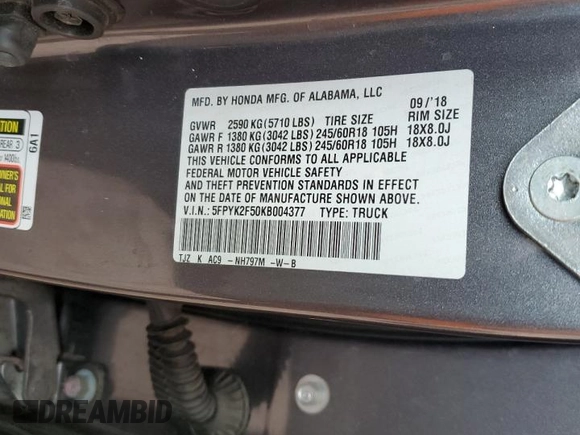 MFD. BY HONDA MFG. OF ALABAMA, LLC 09/'18
GVWR 2590 KG(5710 LBS) TIRE SIZE RIM SIZE
GAWR F 1380 KG(3042 LBS) 245/60R18 105H 18X8.0J
GAWR R 1380 KG(3042 LBS) 245/60R18 105H 18X8.0J
THIS VEHICLE CONFORMS TO ALL APPLICABLE
FEDERAL MOTOR VEHICLE SAFETY
AND THEFT PREVENTION STANDARDS IN EFFECT
ON THE DATE OF MANUFACTURE SHOWN ABOVE.
V.I.N.: 5FPYK2F50KB004377 TYPE: TRUCK
TJZ K AC9 -NH797M -W-B
REAR 3
6A1
DREAMBID